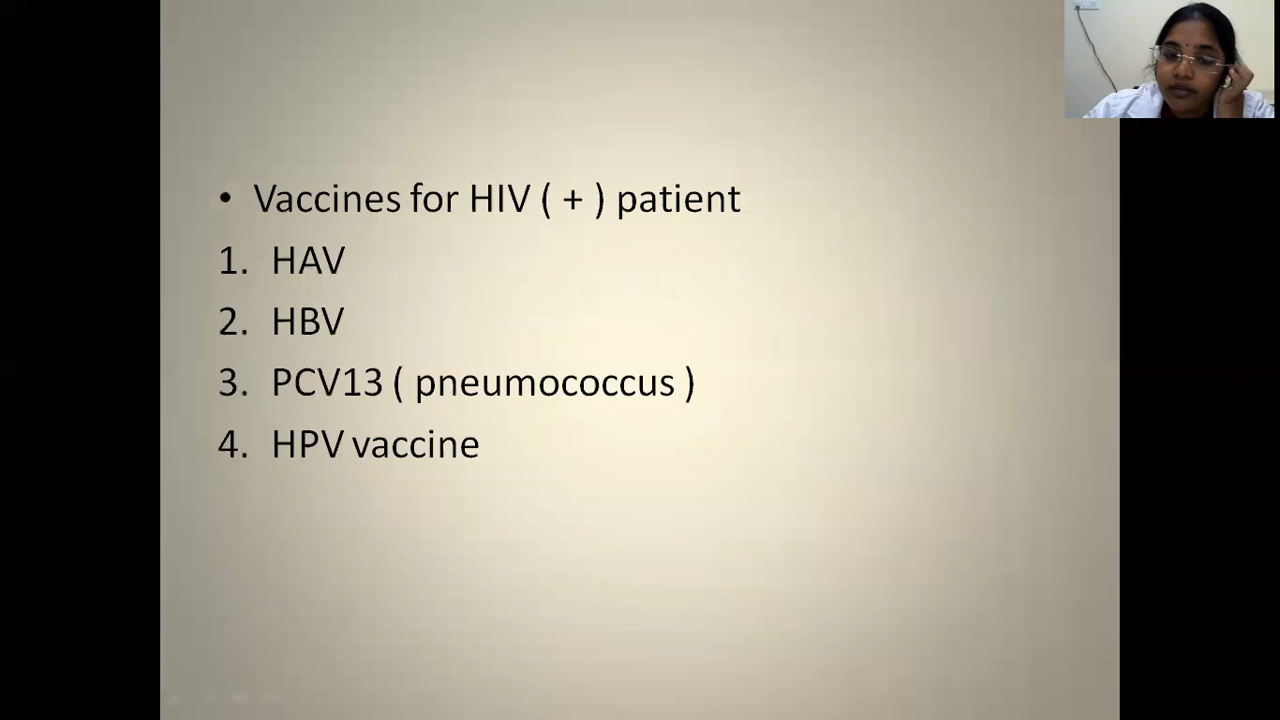 • Vaccines for HIV ( + ) patient
1. HAV
2. HBV
3. PCV13 ( pneumococcus )
4. HPV vaccine